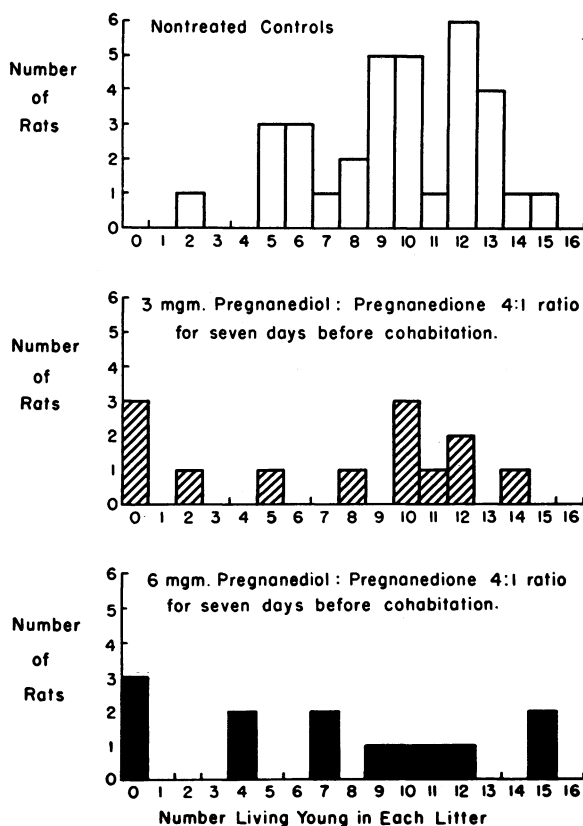 Nontreated Controls
Number
of
Rats
6
5
4
3
2
1
0
0 1 2 3 4 5 6 7 8 9 10 11 12 13 14 15 16
3 mgm. Pregnanediol : Pregnanedione 4:1 ratio
for seven days before cohabitation.
Number
of
Rats
6
5
4
3
2
1
0
0 1 2 3 4 5 6 7 8 9 10 11 12 13 14 15 16
6 mgm. Pregnanediol : Pregnanedione 4:1 ratio
for seven days before cohabitation.
Number
of
Rats
6
5
4
3
2
1
0
0 1 2 3 4 5 6 7 8 9 10 11 12 13 14 15 16
Number Living Young in Each Litter